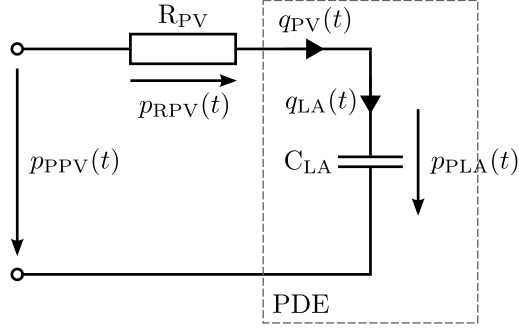 R_PV
q_PV(t)
p_RPV(t)
q_LA(t)
p_PPV(t)
C_LA
p_PLA(t)
PDE